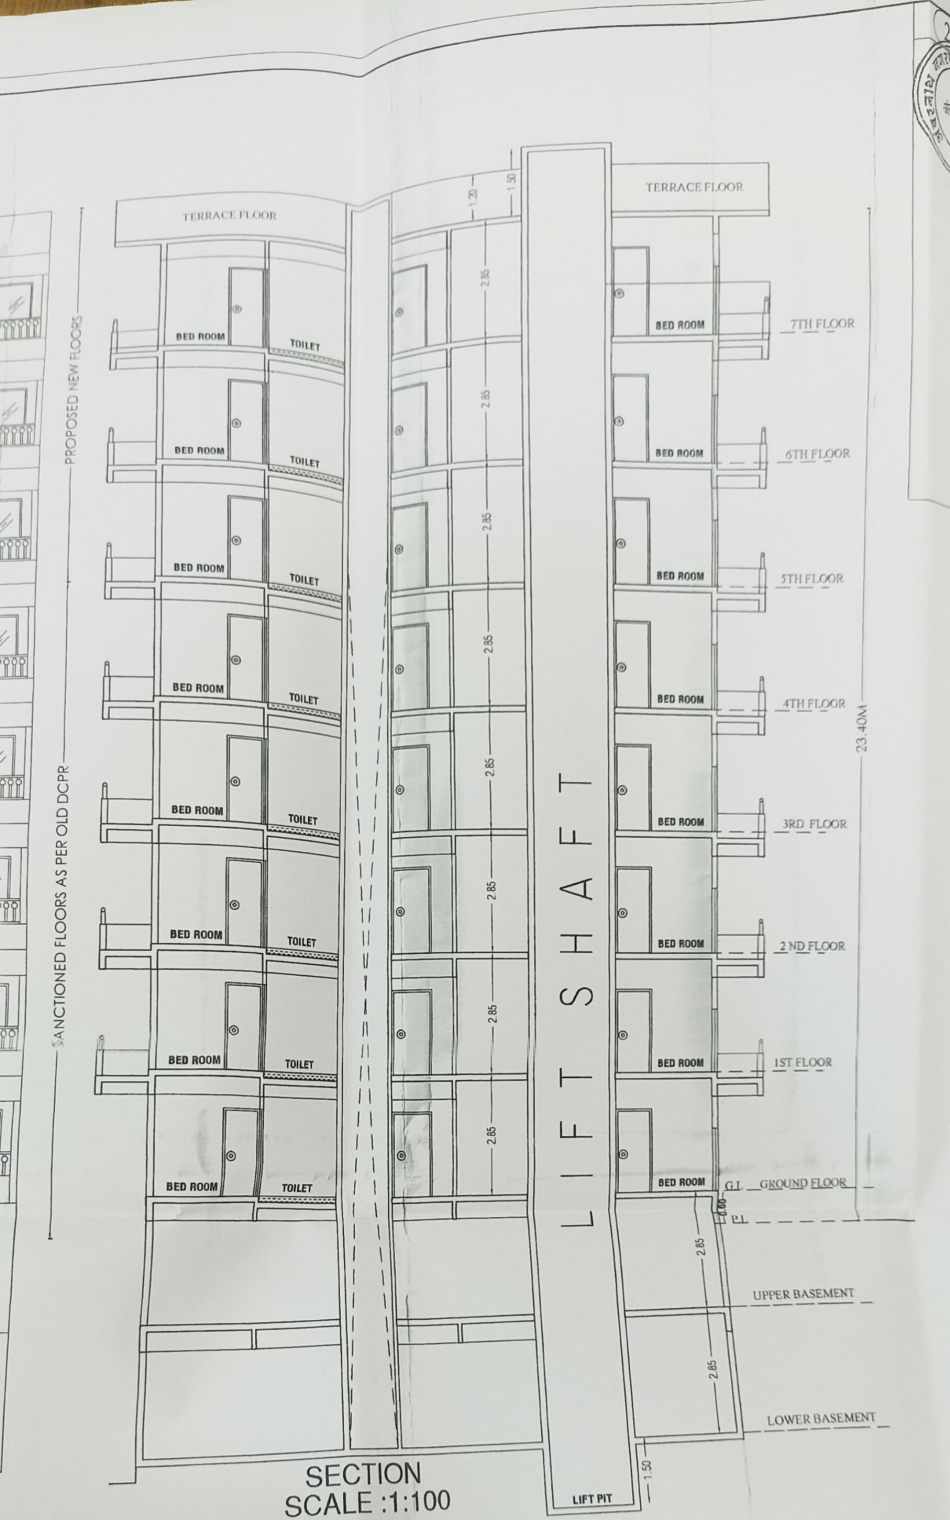 TERRACE FLOOR
1.20
1.50
TERRACE FLOOR
PROPOSED NEW FLOORS
BED ROOM
TOILET
2.85
BED ROOM
7TH FLOOR
BED ROOM
TOILET
2.85
BED ROOM
6TH FLOOR
BED ROOM
TOILET
2.85
BED ROOM
5TH FLOOR
BED ROOM
TOILET
2.85
BED ROOM
4TH FLOOR
23.40M
SANCTIONED FLOORS AS PER OLD DCPR
BED ROOM
TOILET
2.85
BED ROOM
3RD FLOOR
LIFT SHAFT
BED ROOM
TOILET
2.85
BED ROOM
2 ND FLOOR
BED ROOM
TOILET
2.85
BED ROOM
1ST FLOOR
BED ROOM
TOILET
2.85
BED ROOM
GROUND FLOOR
0.60
2.85
UPPER BASEMENT
2.85
LOWER BASEMENT
1.50
LIFT PIT
SECTION
SCALE :1:100